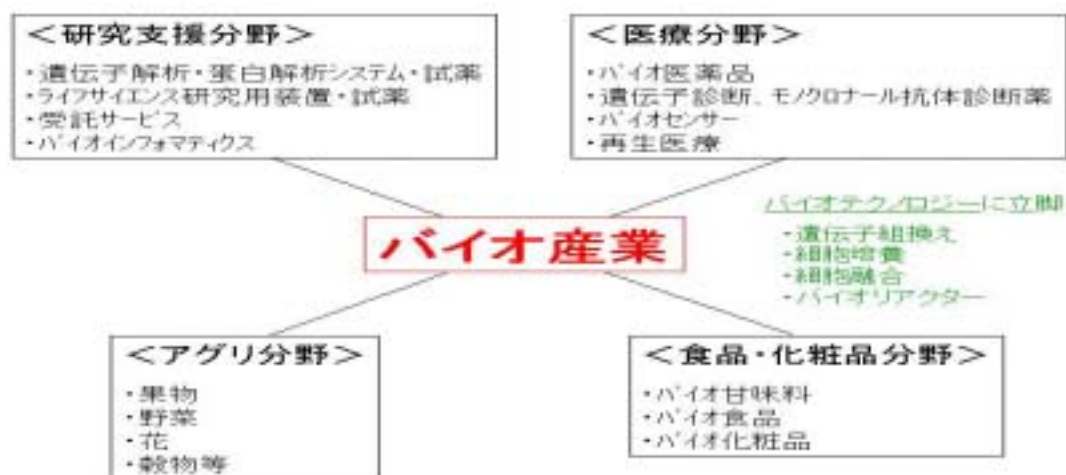 ＜研究支援分野＞
・遺伝子解析・蛋白解析システム・試薬
・ライフサイエンス研究用装置・試薬
・受託サービス
・バイオインフォマティクス
＜医療分野＞
・バイオ医薬品
・遺伝子診断、モノクロナール抗体診断薬
・バイオセンサー
・再生医療
バイオ産業
バイオテクノロジーに立脚
・遺伝子組換え
・細胞培養
・細胞融合
・バイオリアクター
＜アグリ分野＞
・果物
・野菜
・花
・穀物等
＜食品・化粧品分野＞
・バイオ甘味料
・バイオ食品
・バイオ化粧品